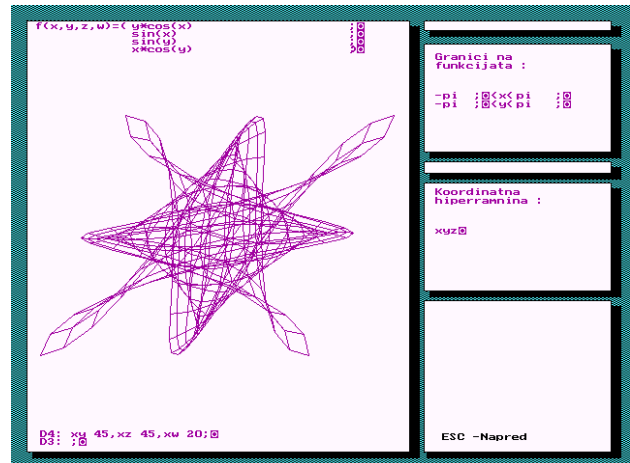 f(x,y,z,w)=( y*cos(x) ;◙
sin(x) ;◙
sin(y) ;◙
x*cos(y) ;◙
Granici na
funkcijata :
-pi ;◙<x<pi ;◙
-pi ;◙<y<pi ;◙
Koordinatna
hiperramnina :
xyz◙
D4: xy 45,xz 45,xw 20;◙
D3: ;◙
ESC -Napred